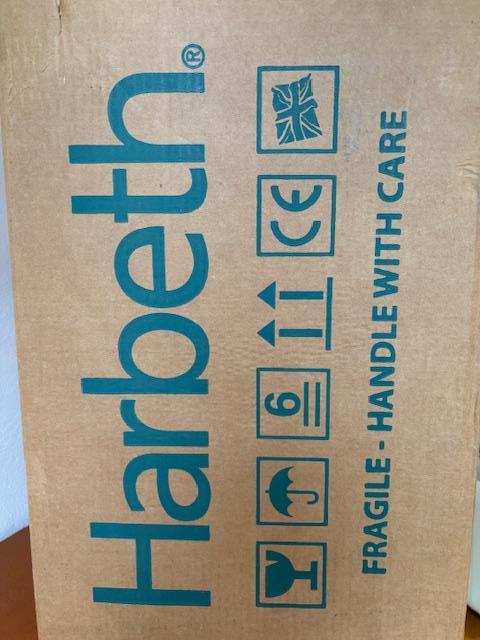 Harbeth®
6 CE
FRAGILE - HANDLE WITH CARE